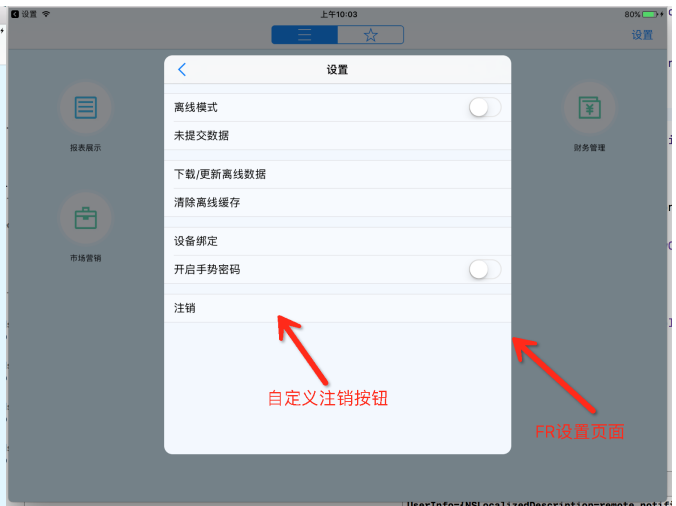 设置
上午10:03
80%
设置
设置
离线模式
未提交数据
报表展示
财务管理
下载/更新离线数据
清除离线缓存
设备绑定
市场营销
开启手势密码
注销
自定义注销按钮
FR设置页面
UserInfo={NSLocalizedDescription=remote notifi